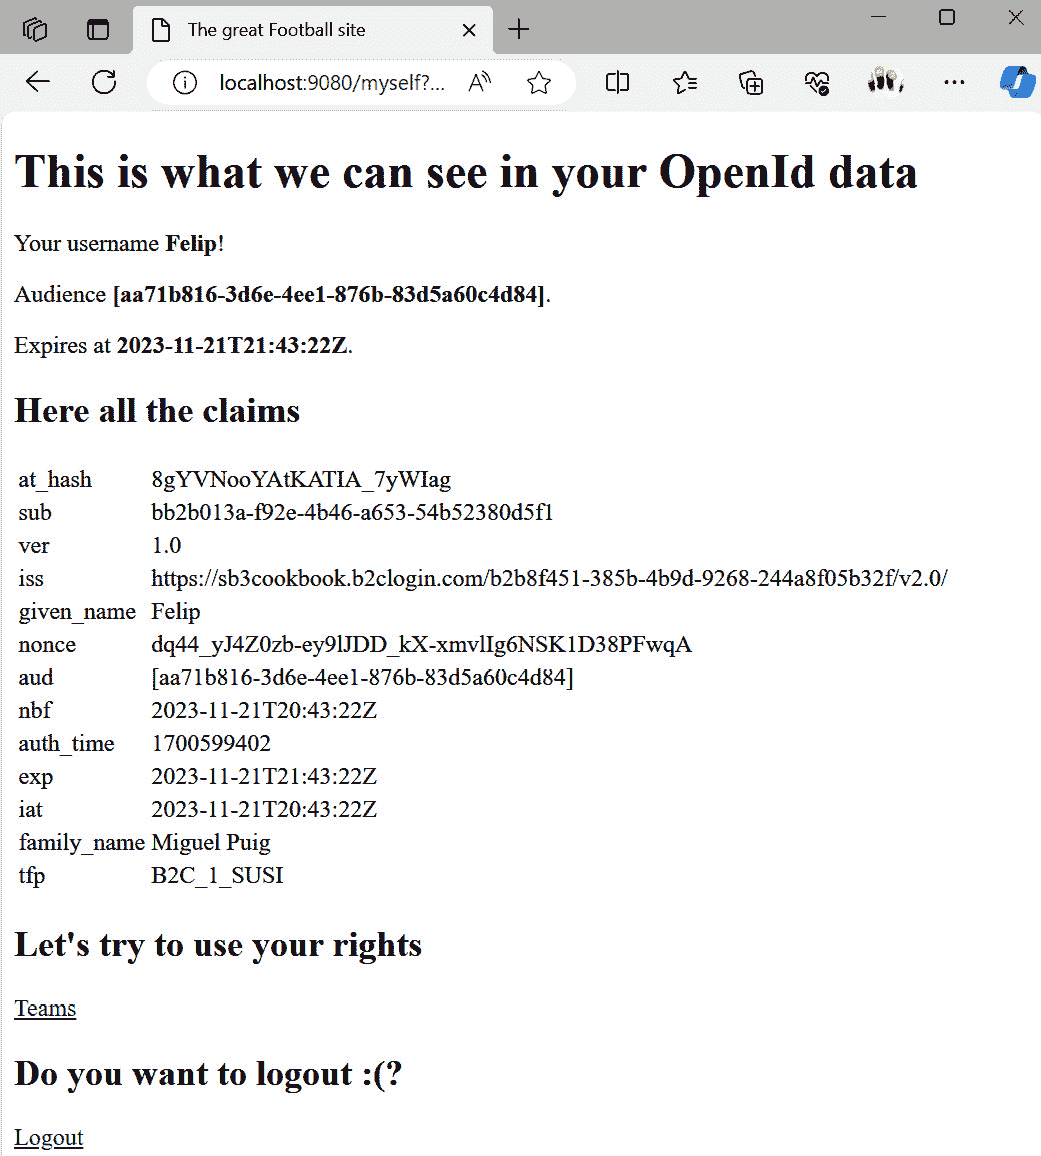 The great Football site
localhost:9080/myself?...
This is what we can see in your OpenId data
Your username Felip!
Audience [aa71b816-3d6e-4ee1-876b-83d5a60c4d84].
Expires at 2023-11-21T21:43:22Z.
Here all the claims
at_hash 8gYVNooYAtKATIA_7yWIag
sub bb2b013a-f92e-4b46-a653-54b52380d5f1
ver 1.0
iss https://sb3cookbook.b2clogin.com/b2b8f451-385b-4b9d-9268-244a8f05b32f/v2.0/
given_name Felip
nonce dq44_yJ4Z0zb-ey9lJDD_kX-xmvlIg6NSK1D38PFwqA
aud [aa71b816-3d6e-4ee1-876b-83d5a60c4d84]
nbf 2023-11-21T20:43:22Z
auth_time 1700599402
exp 2023-11-21T21:43:22Z
iat 2023-11-21T20:43:22Z
family_name Miguel Puig
tfp B2C_1_SUSI
Let's try to use your rights
Teams
Do you want to logout :(?
Logout